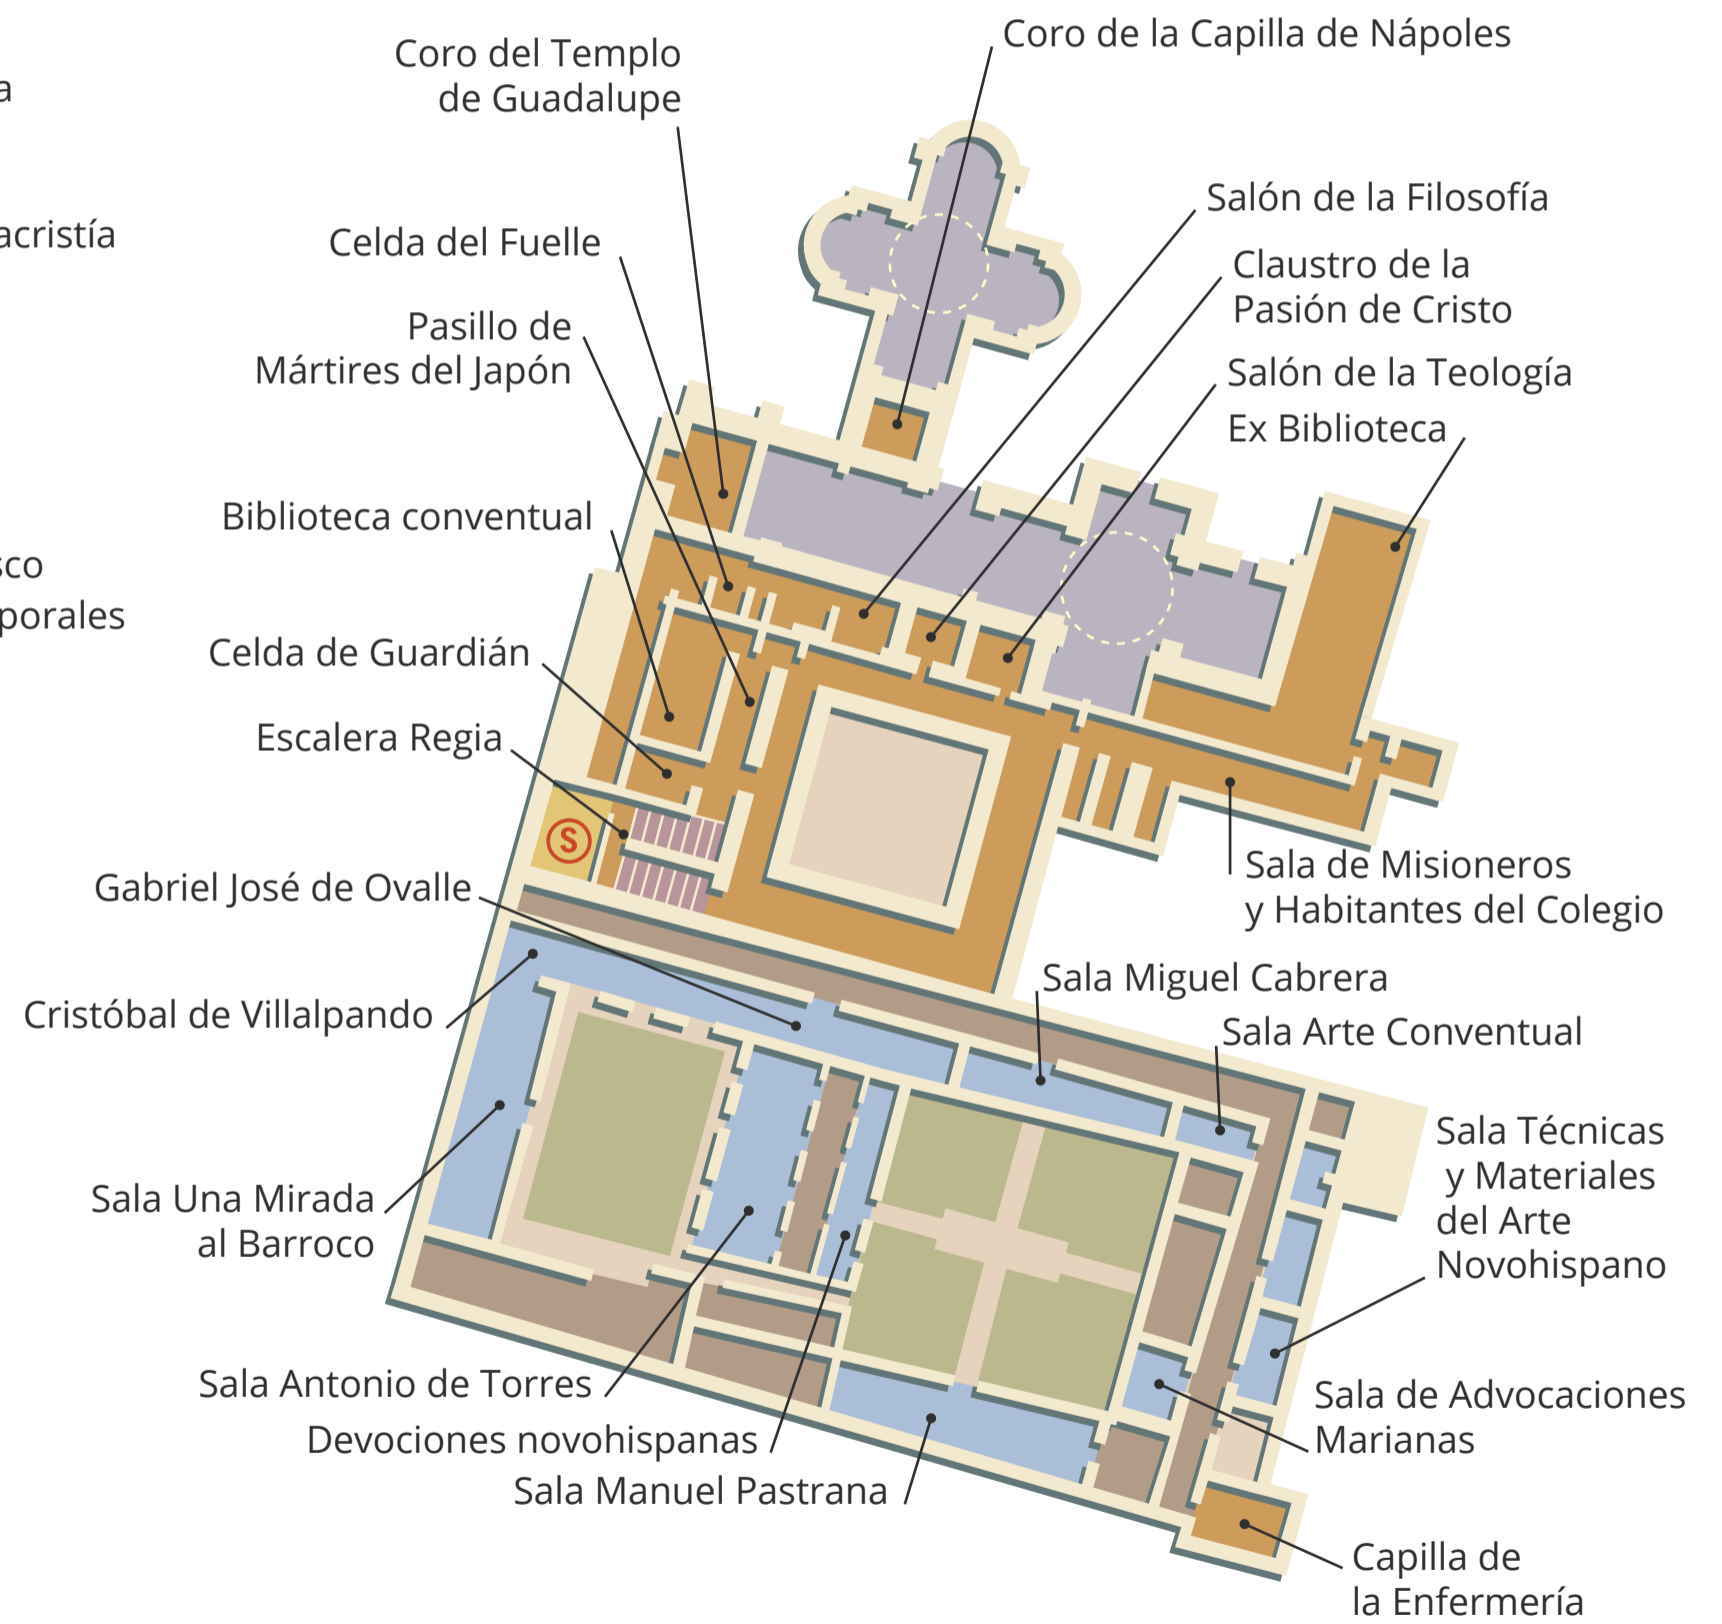 Coro de la Capilla de Nápoles
Coro del Templo
de Guadalupe
a
Salón de la Filosofía
acristía
Celda del Fuelle
Claustro de la
Pasión de Cristo
Pasillo de
Mártires del Japón
Salón de la Teología
Ex Biblioteca
Biblioteca conventual
sco
porales
Celda de Guardián
Escalera Regia
S
Sala de Misioneros
y Habitantes del Colegio
Gabriel José de Ovalle
Sala Miguel Cabrera
Cristóbal de Villalpando
Sala Arte Conventual
Sala Técnicas
y Materiales
del Arte
Novohispano
Sala Una Mirada
al Barroco
Sala Antonio de Torres
Sala de Advocaciones
Marianas
Devociones novohispanas
Sala Manuel Pastrana
Capilla de
la Enfermería